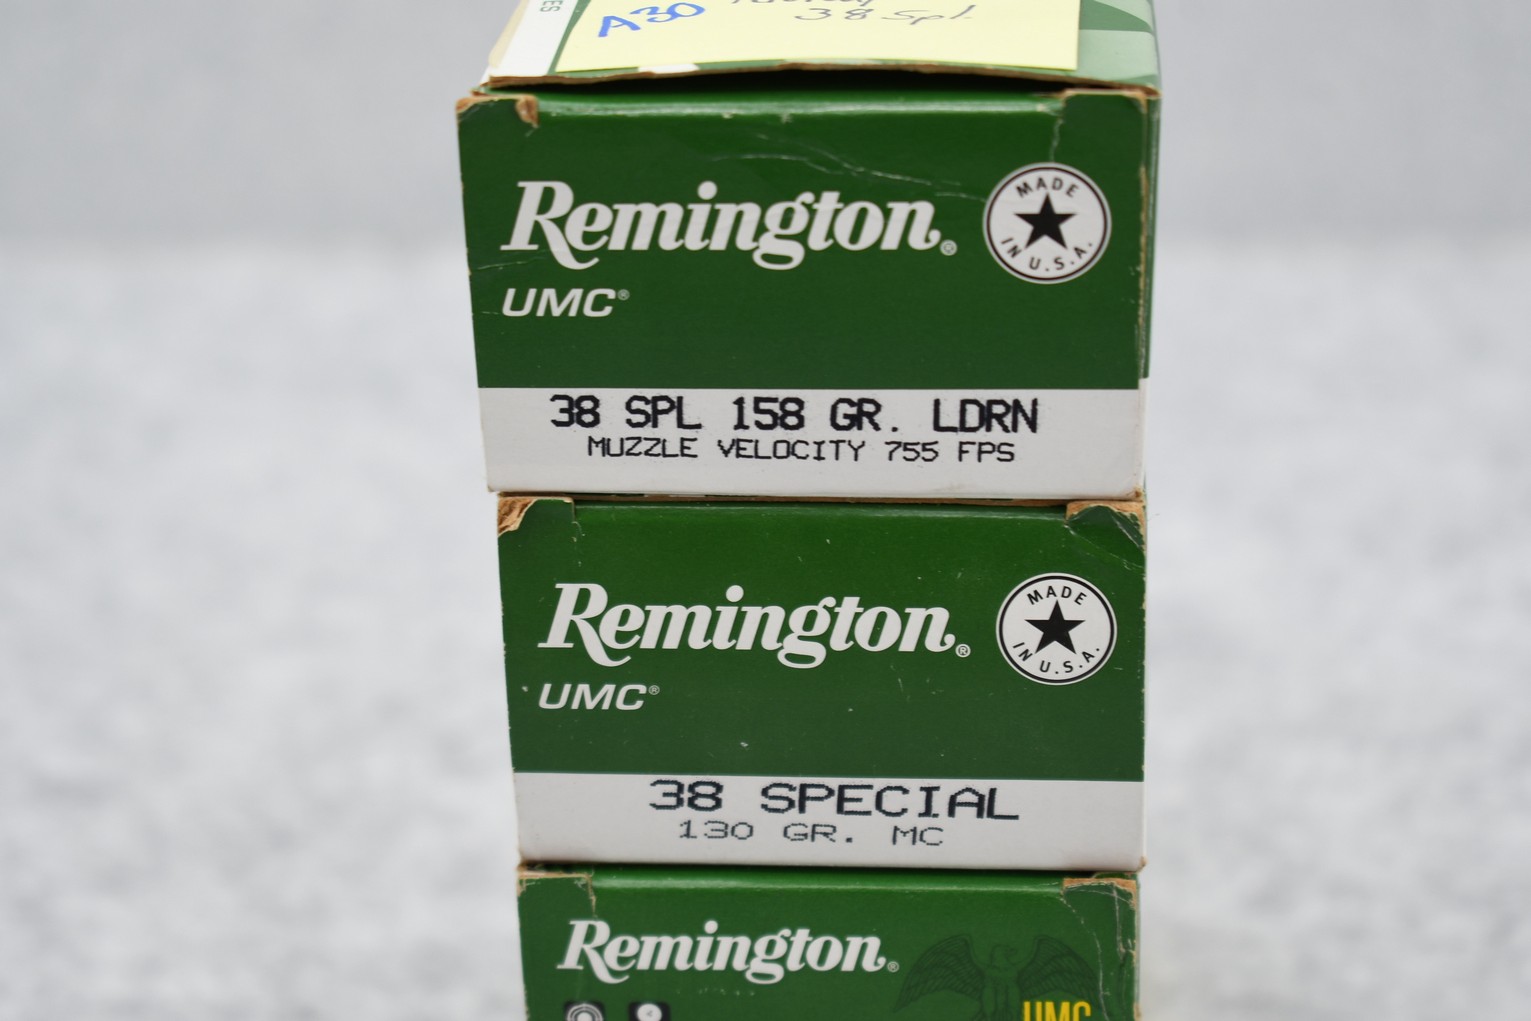 ES
A30
38 Spl
Remington®
MADE
IN U.S.A.
UMC®
38 SPL 158 GR. LDRN
MUZZLE VELOCITY 755 FPS
Remington®
MADE
IN U.S.A.
UMC®
38 SPECIAL
130 GR. MC
Remington®
UMC